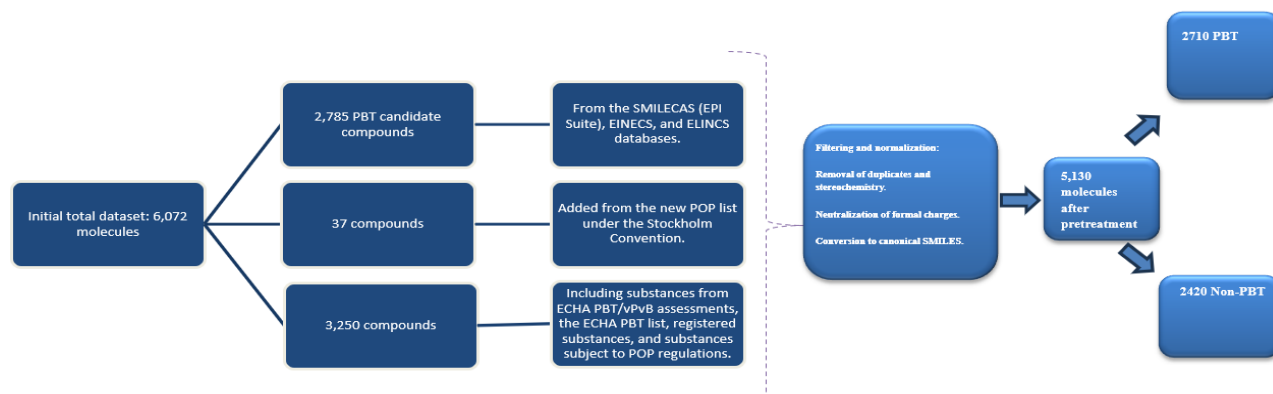 Initial total dataset: 6,072
molecules
2,785 PBT candidate
compounds
From the SMILECAS (EPI
Suite), EINECS, and ELINCS
databases.
37 compounds
Added from the new POP list
under the Stockholm
Convention.
3,250 compounds
Including substances from
ECHA PBT/vPvB assessments,
the ECHA PBT list, registered
substances, and substances
subject to POP regulations.
Filtering and normalization:
Removal of duplicates and
stereochemistry.
Neutralization of formal charges.
Conversion to canonical SMILES.
5,130
molecules
after
pretreatment
2710 PBT
2420 Non-PBT